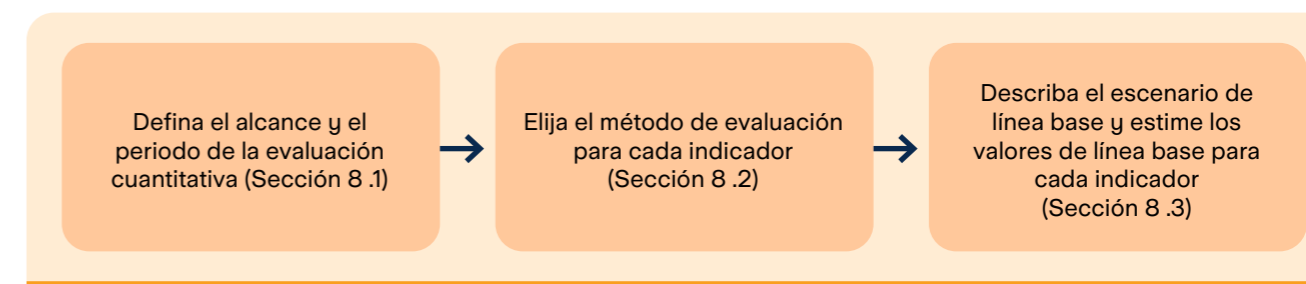 Defina el alcance y el
periodo de la evaluación
cuantitativa (Sección 8 .1)
Elija el método de evaluación
para cada indicador
(Sección 8 .2)
Describa el escenario de
línea base y estime los
valores de línea base para
cada indicador
(Sección 8 .3)